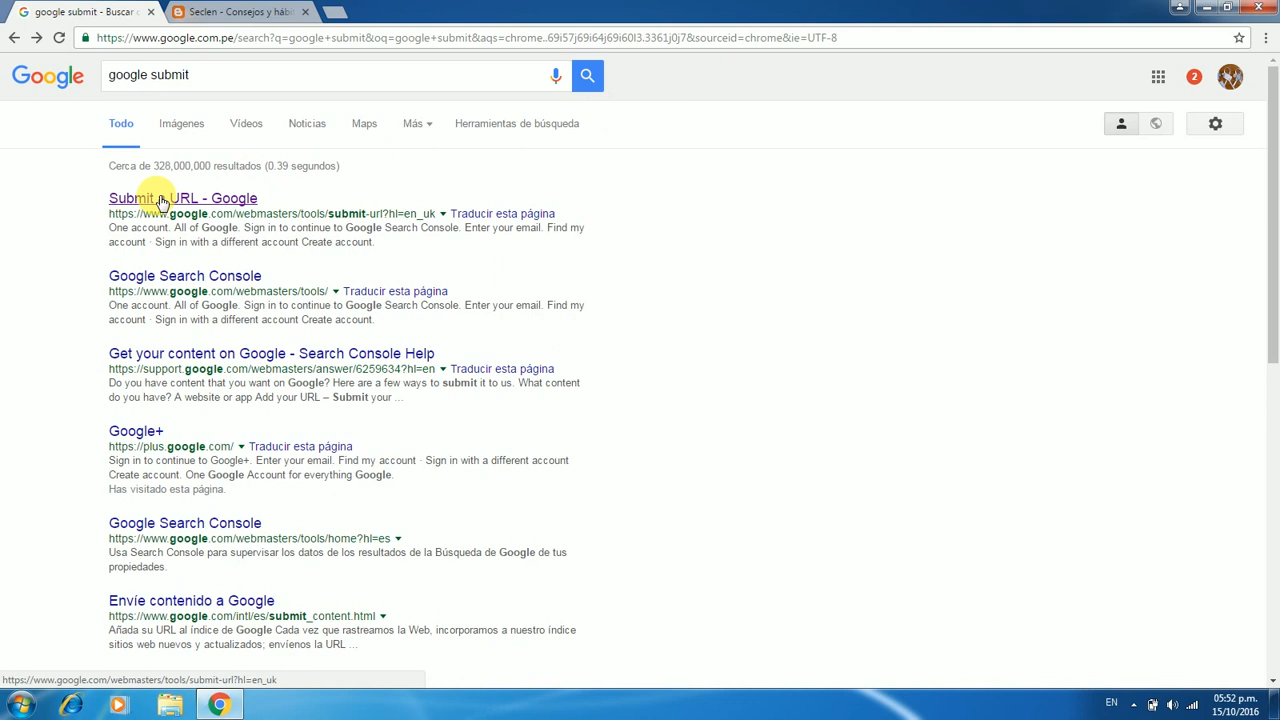 google submit - Buscar c
Seclen - Consejos y hábi
https://www.google.com.pe/search?q=google+submit&oq=google+submit&aqs=chrome..69i57j69i64j69i60l3.3361j0j7&sourceid=chrome&ie=UTF-8
Google
google submit
2
Todo Imágenes Vídeos Noticias Maps Más Herramientas de búsqueda
Cerca de 328,000,000 resultados (0.39 segundos)
Submit a URL - Google
https://www.google.com/webmasters/tools/submit-url?hl=en_uk Traducir esta página
One account. All of Google. Sign in to continue to Google Search Console. Enter your email. Find my
account · Sign in with a different account Create account.
Google Search Console
https://www.google.com/webmasters/tools/ Traducir esta página
One account. All of Google. Sign in to continue to Google Search Console. Enter your email. Find my
account · Sign in with a different account Create account.
Get your content on Google - Search Console Help
https://support.google.com/webmasters/answer/6259634?hl=en Traducir esta página
Do you have content that you want on Google? Here are a few ways to submit it to us. What content
do you have? A website or app Add your URL – Submit your ...
Google+
https://plus.google.com/ Traducir esta página
Sign in to continue to Google+. Enter your email. Find my account · Sign in with a different account
Create account. One Google Account for everything Google.
Has visitado esta página.
Google Search Console
https://www.google.com/webmasters/tools/home?hl=es
Usa Search Console para supervisar los datos de los resultados de la Búsqueda de Google de tus
propiedades.
Envíe contenido a Google
https://www.google.com/intl/es/submit_content.html
Añada su URL al índice de Google Cada vez que rastreamos la Web, incorporamos a nuestro índice
sitios web nuevos y actualizados; envíenos la URL ...
https://www.google.com/webmasters/tools/submit-url?hl=en_uk
EN
05:52 p.m.
15/10/2016